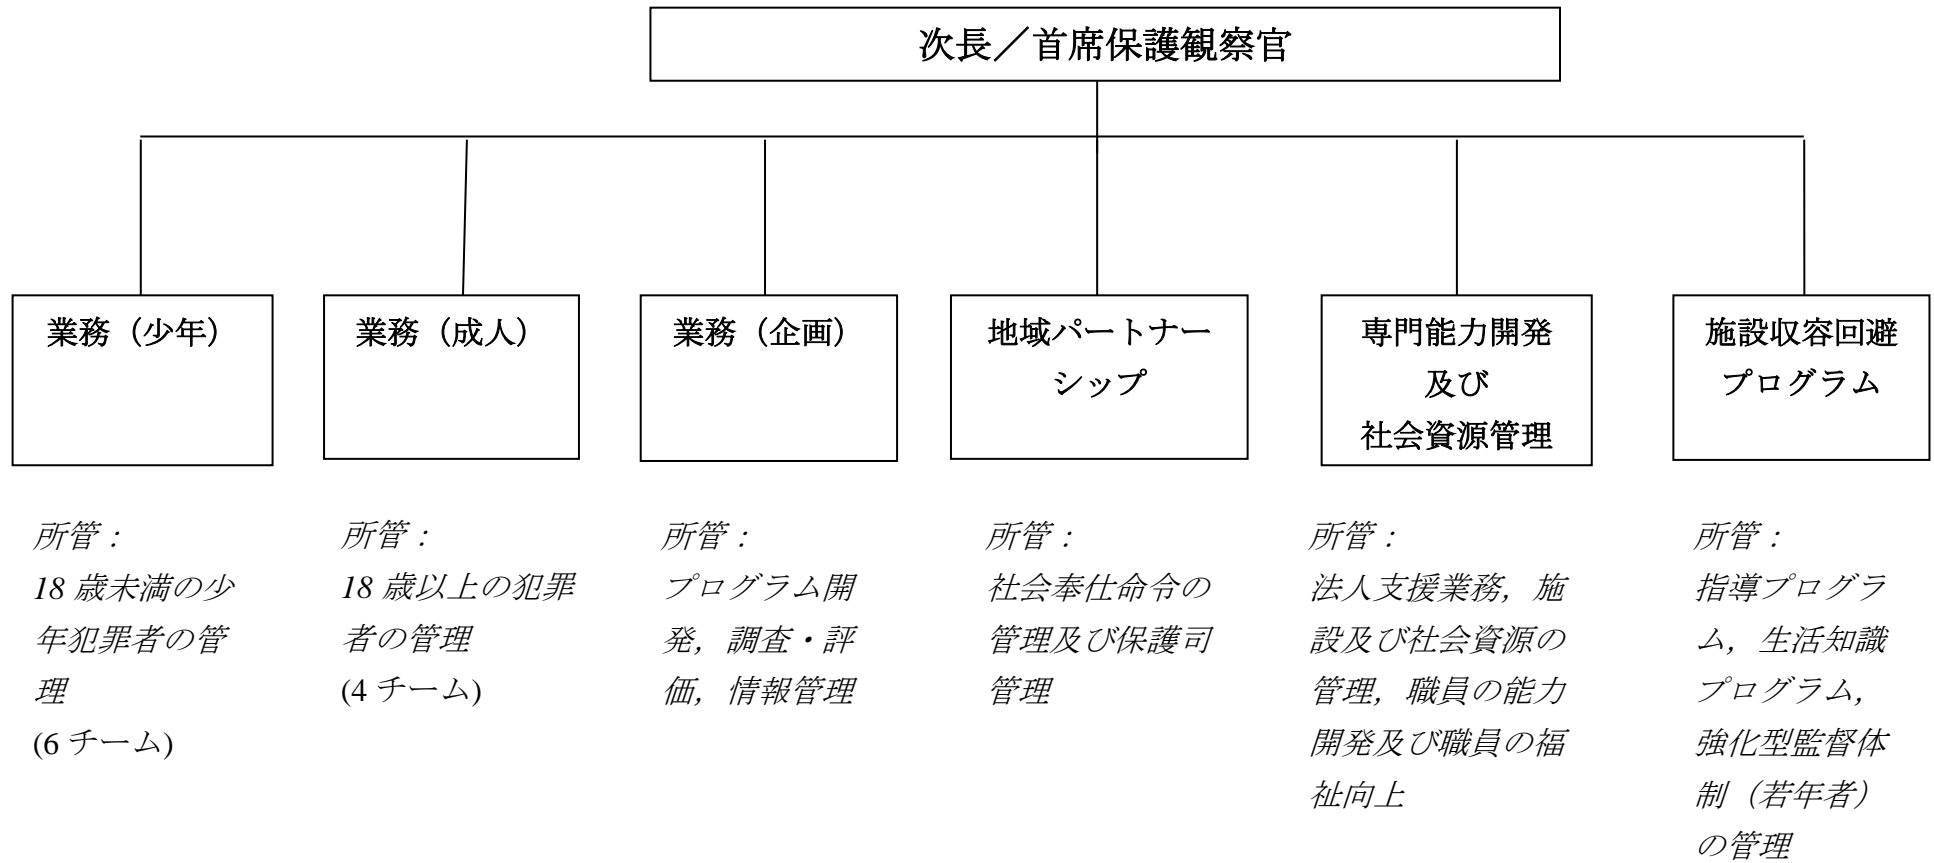 次長／首席保護観察官
業務（少年）
業務（成人）
業務（企画）
地域パートナー
シップ
専門能力開発
及び
社会資源管理
施設収容回避
プログラム
所管：
18 歳未満の少
年犯罪者の管
理
(6 チーム)
所管：
18 歳以上の犯罪
者の管理
(4 チーム)
所管：
プログラム開
発，調査・評
価，情報管理
所管：
社会奉仕命令の
管理及び保護司
管理
所管：
法人支援業務，施
設及び社会資源の
管理，職員の能力
開発及び職員の福
祉向上
所管：
指導プログラ
ム，生活知識
プログラム，
強化型監督体
制（若年者）
の管理